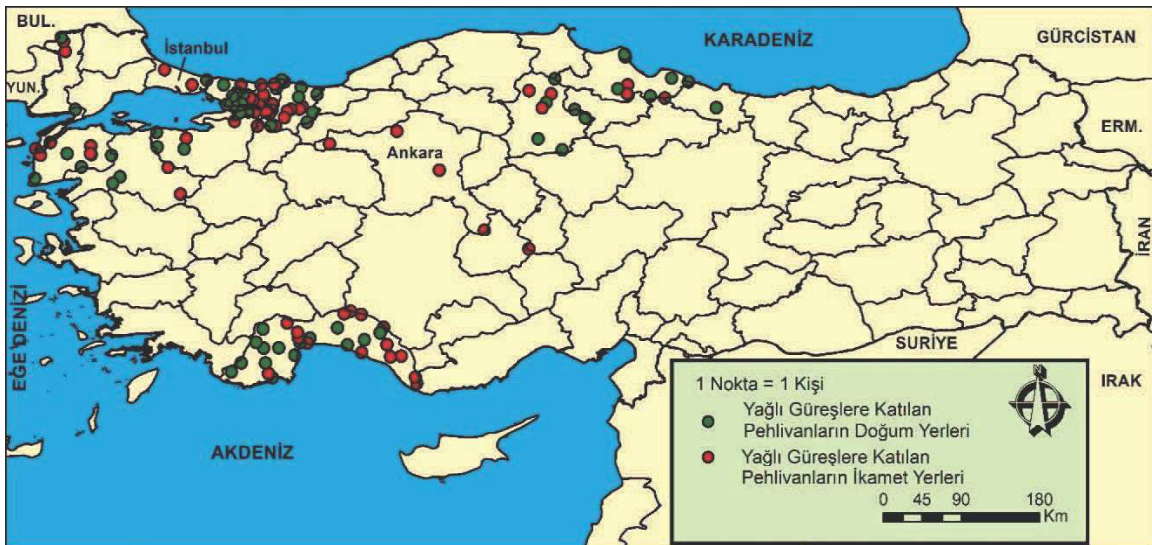 BUL.
İstanbul
KARADENİZ
GÜRCİSTAN
YUN.
ERM.
Ankara
İRAN
EGE DENİZİ
SURİYE
IRAK
AKDENİZ
1 Nokta = 1 Kişi
N
Yağlı Güreşlere Katılan
Pehlivanların Doğum Yerleri
Yağlı Güreşlere Katılan
Pehlivanların İkamet Yerleri
0 45 90 180
Km